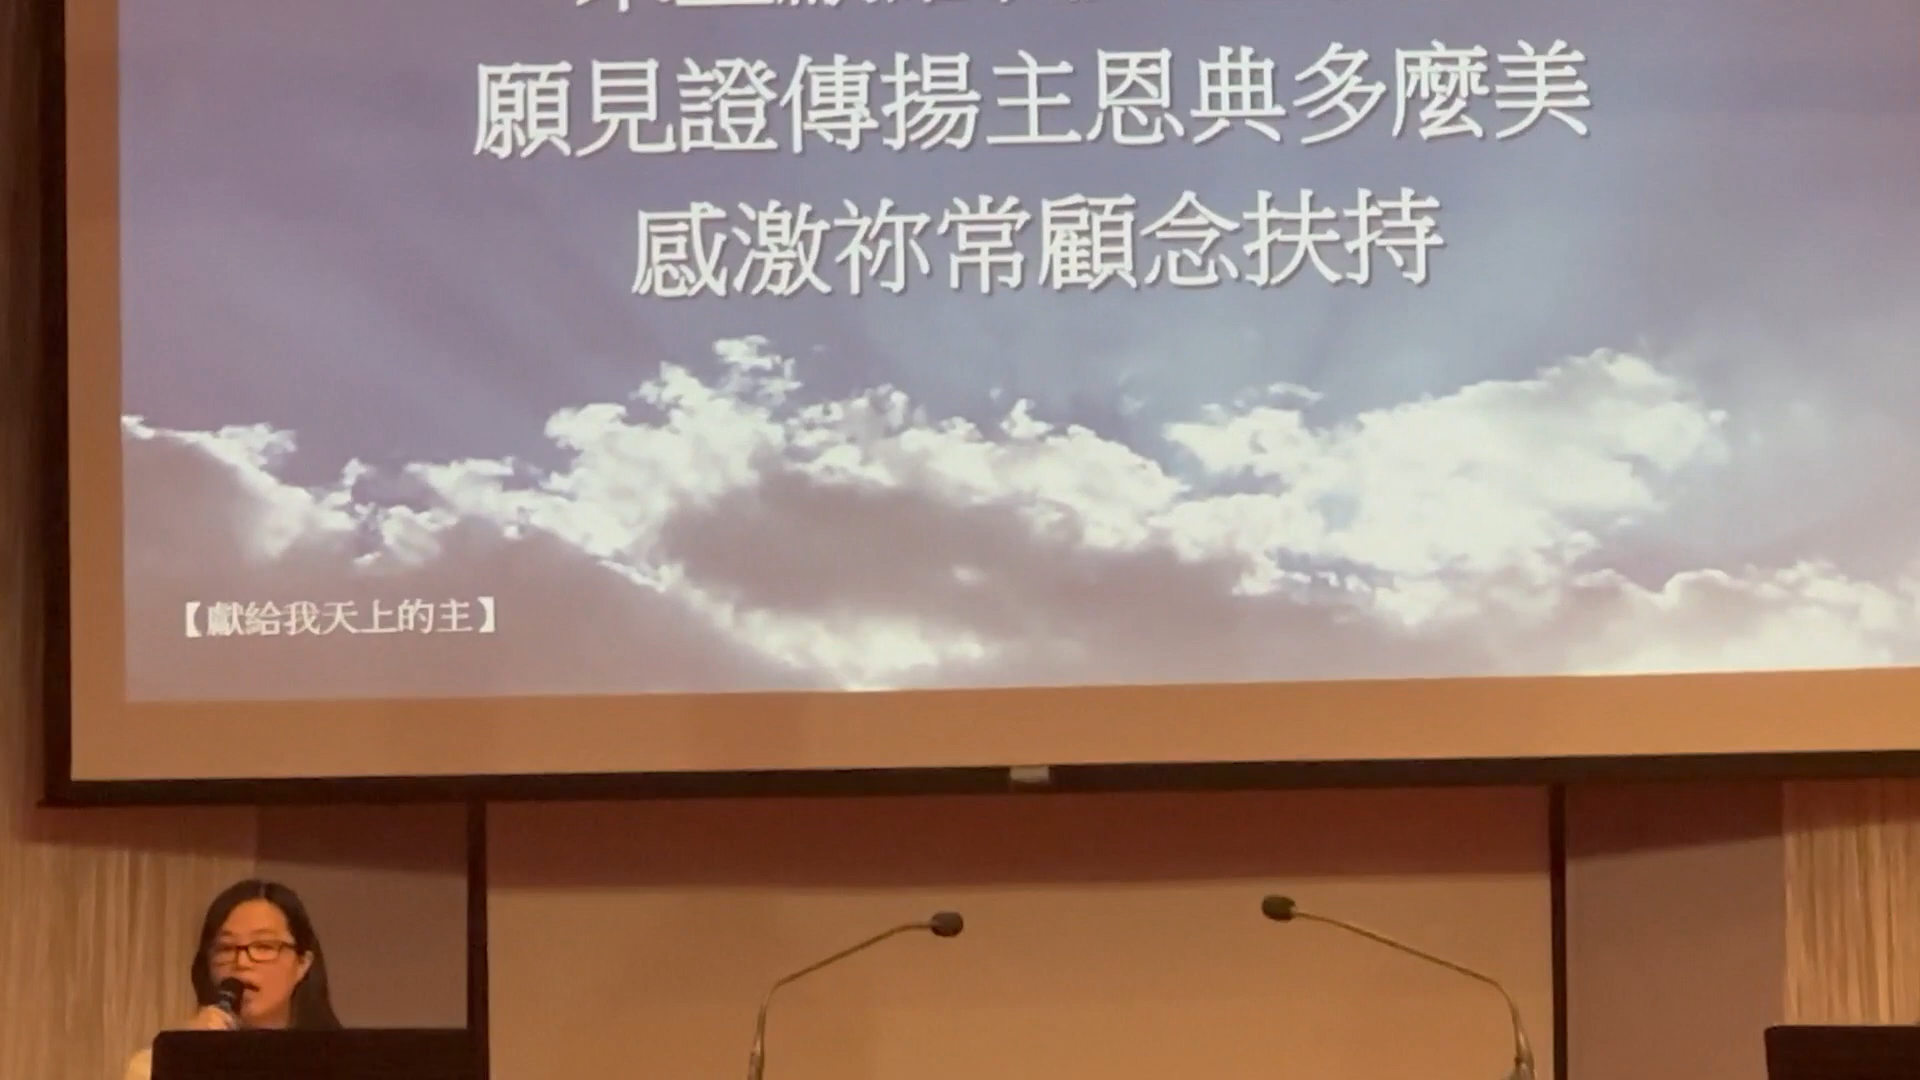 願見證傳揚主恩典多麼美
感激祢常顧念扶持
【獻給我天上的主】